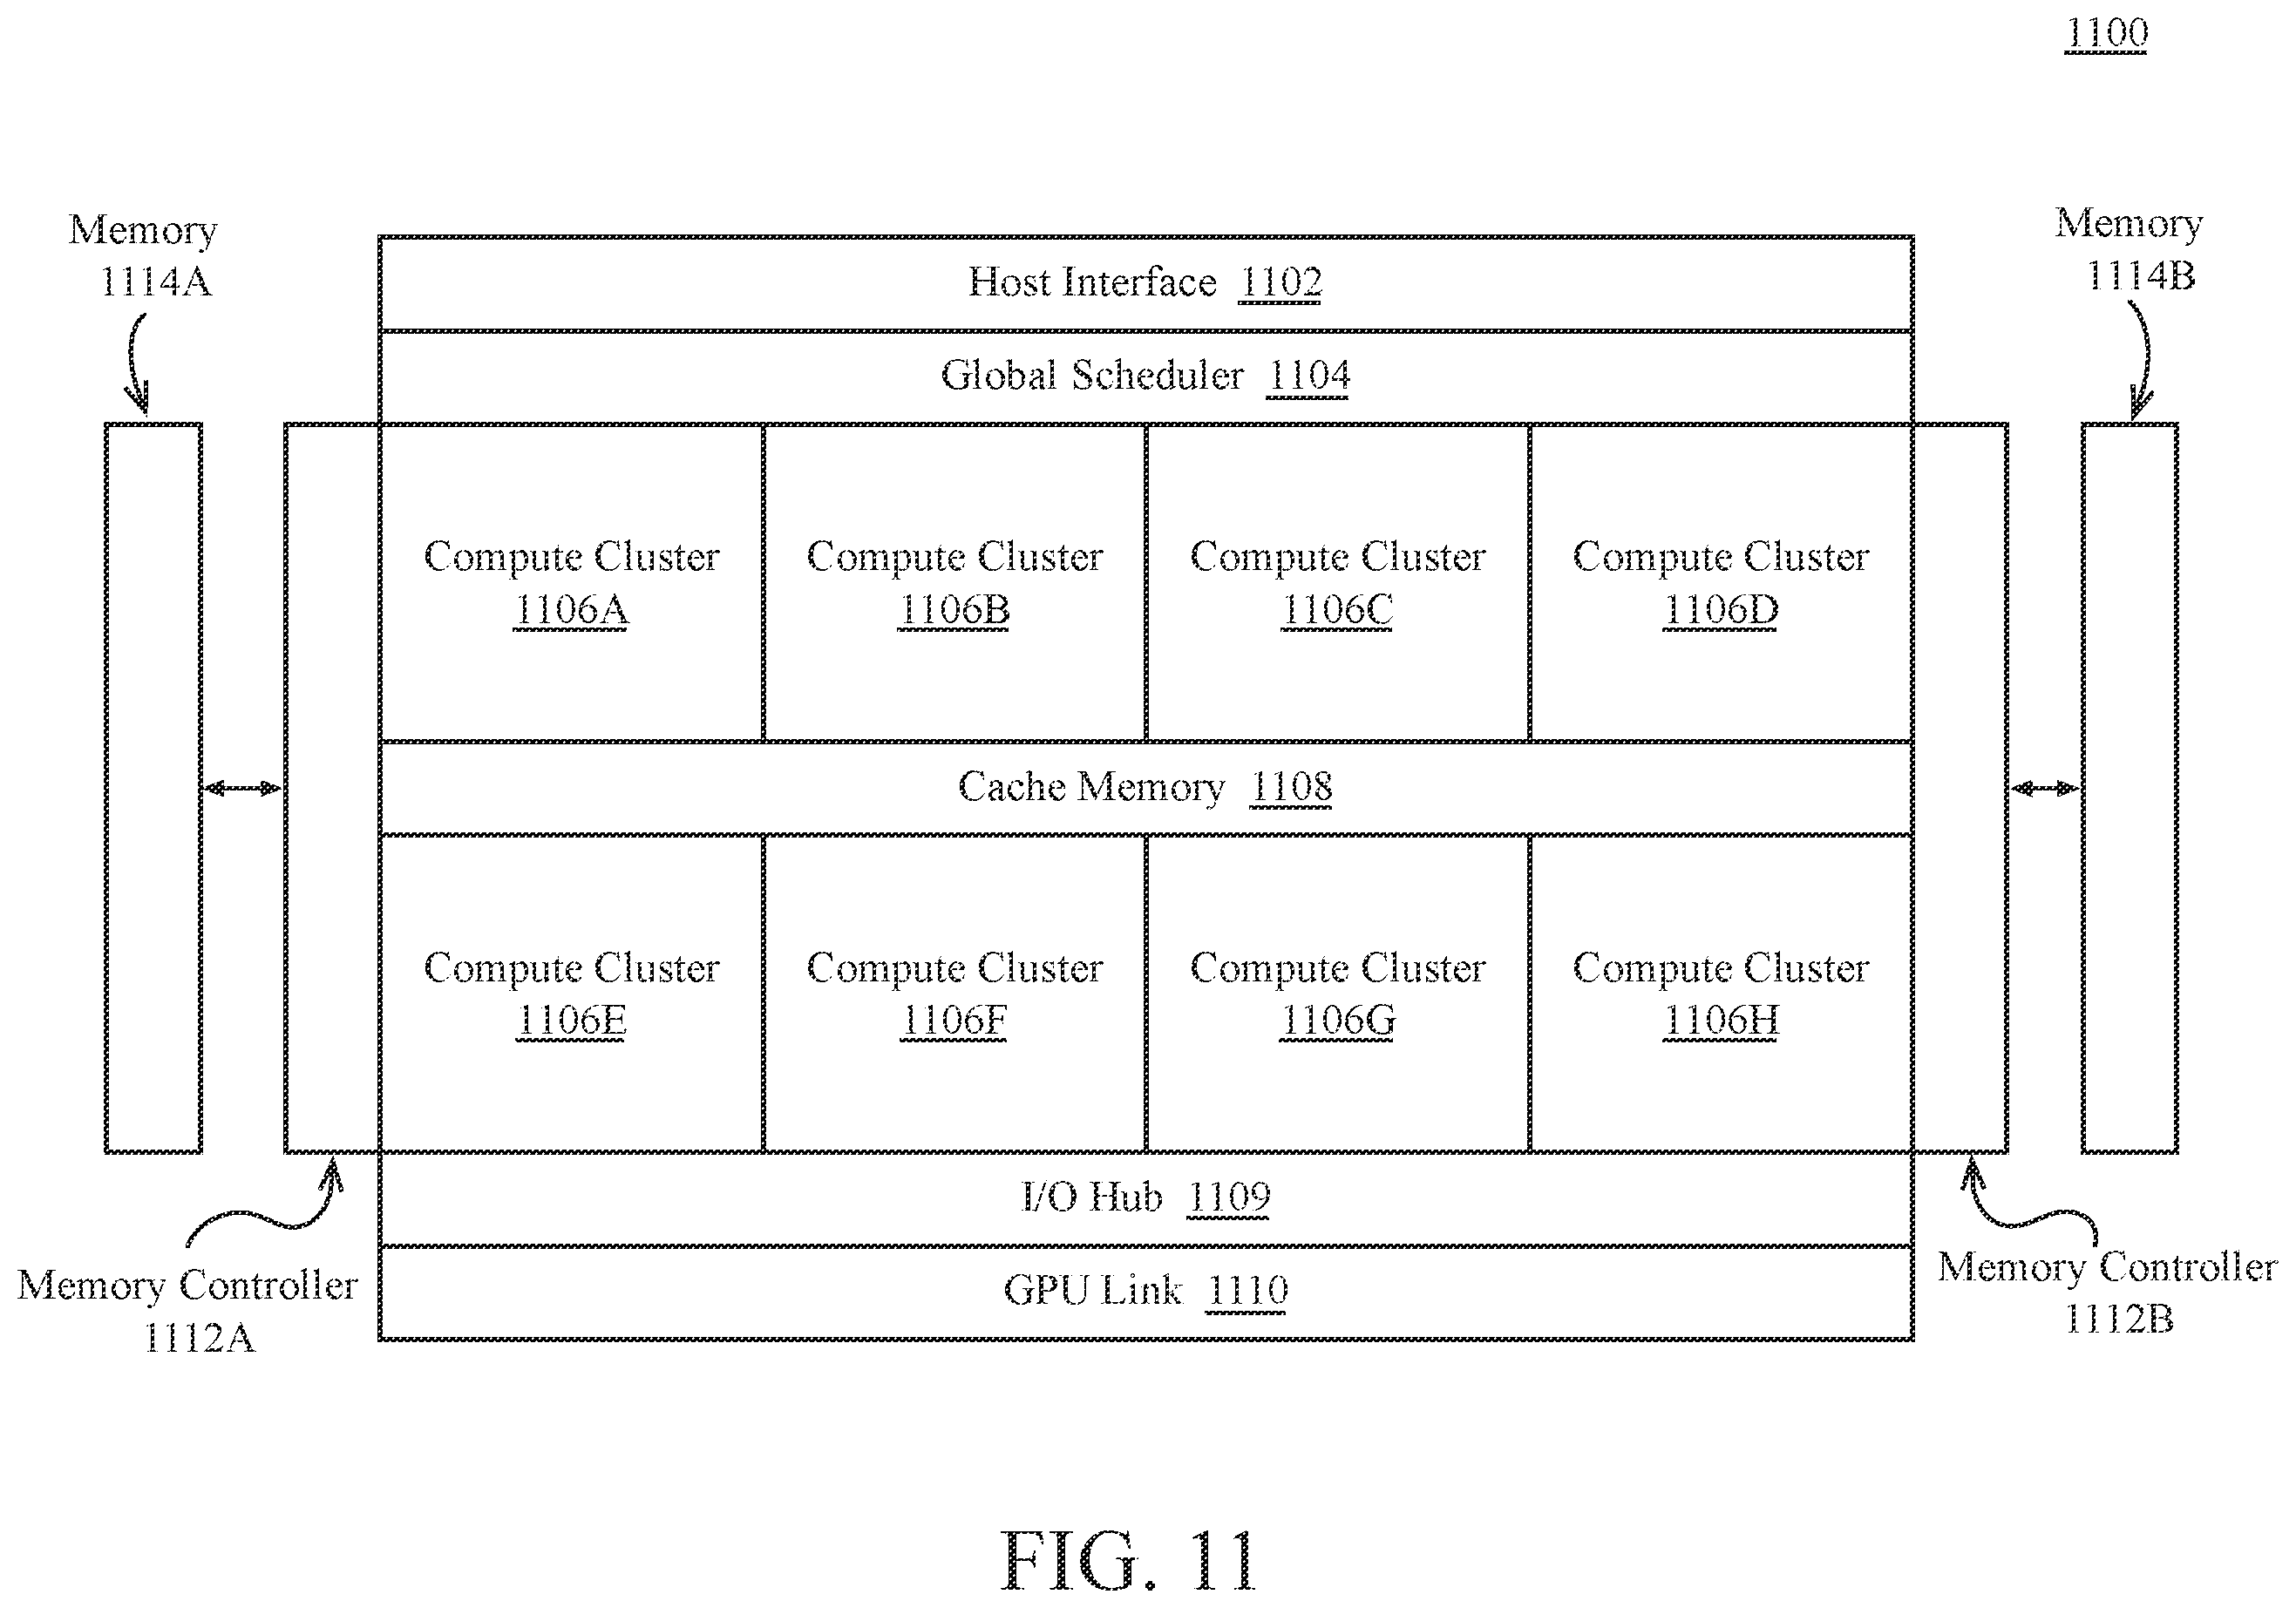 1100
Memory
1114A
Memory
1114B
Host Interface 1102
Global Scheduler 1104
Compute Cluster
1106A
Compute Cluster
1106B
Compute Cluster
1106C
Compute Cluster
1106D
Cache Memory 1108
Compute Cluster
1106E
Compute Cluster
1106F
Compute Cluster
1106G
Compute Cluster
1106H
I/O Hub 1109
GPU Link 1110
Memory Controller
1112A
Memory Controller
1112B
FIG. 11